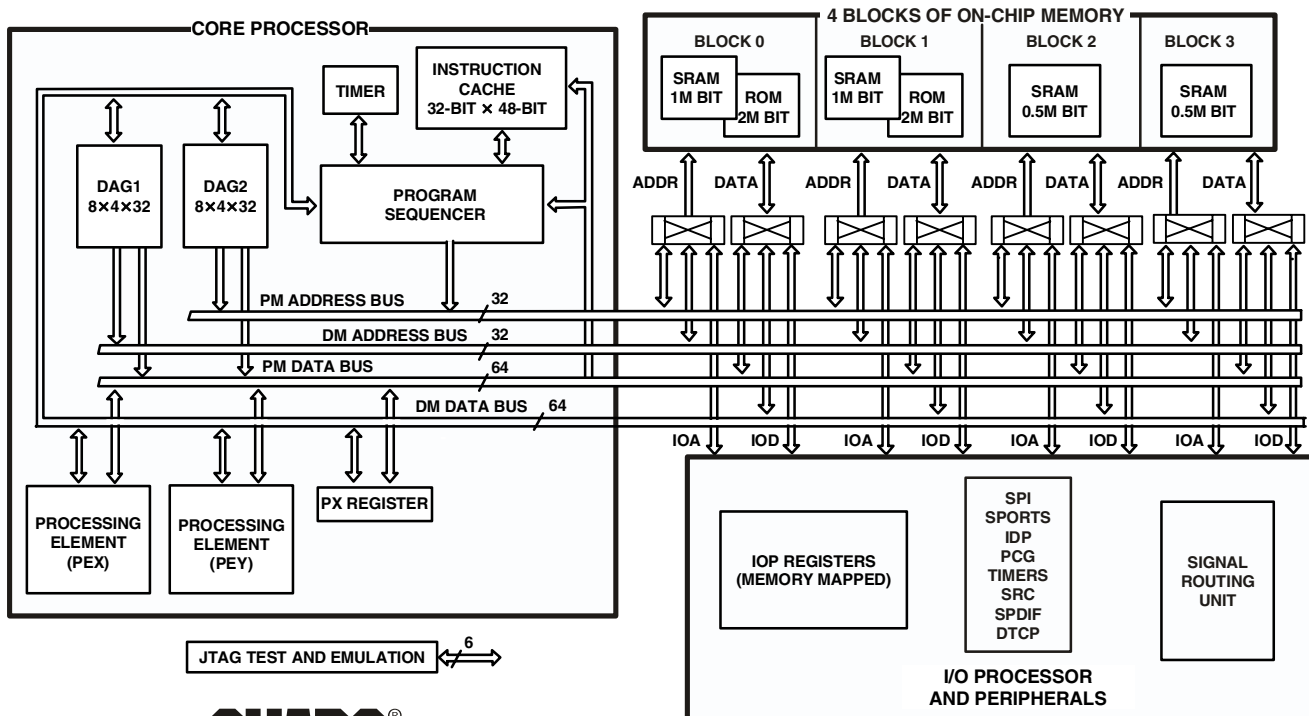 CORE PROCESSOR
TIMER
INSTRUCTION
CACHE
32-BIT × 48-BIT
DAG1
8×4×32
DAG2
8×4×32
PROGRAM
SEQUENCER
PM ADDRESS BUS
32
DM ADDRESS BUS
32
PM DATA BUS
64
DM DATA BUS
64
PROCESSING
ELEMENT
(PEX)
PROCESSING
ELEMENT
(PEY)
PX REGISTER
JTAG TEST AND EMULATION
6
4 BLOCKS OF ON-CHIP MEMORY
BLOCK 0
BLOCK 1
BLOCK 2
BLOCK 3
SRAM
1M BIT
ROM
2M BIT
SRAM
1M BIT
ROM
2M BIT
SRAM
0.5M BIT
SRAM
0.5M BIT
ADDR
DATA
ADDR
DATA
ADDR
DATA
ADDR
DATA
IOA
IOD
IOA
IOD
IOA
IOD
IOA
IOD
IOP REGISTERS
(MEMORY MAPPED)
SPI
SPORTS
IDP
PCG
TIMERS
SRC
SPDIF
DTCP
SIGNAL
ROUTING
UNIT
I/O PROCESSOR
AND PERIPHERALS